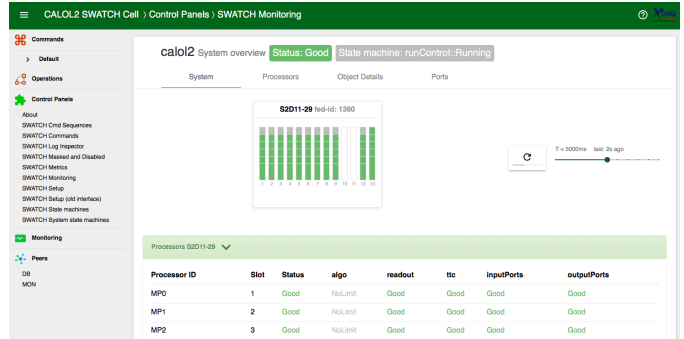 CALOL2 SWATCH Cell 〉Control Panels 〉SWATCH Monitoring
Xtwa
Commands
Default
Operations
Control Panels
About
SWATCH Cmd Sequences
SWATCH Commands
SWATCH Log Inspector
SWATCH Masked and Disabled
SWATCH Metrics
SWATCH Monitoring
SWATCH Setup
SWATCH Setup (old interface)
SWATCH State machines
SWATCH System state machines
Monitoring
Peers
DB
MON
calol2 System overview Status: Good State machine: runControl::Running
System Processors Object Details Ports
S2D11-29 fed-id: 1360
1 2 3 4 5 6 7 8 9 10 11 12 13
T = 5000ms last: 2s ago
Processors S2D11-29
Processor ID Slot Status algo readout ttc inputPorts outputPorts
MP0 1 Good NoLimit Good Good Good Good
MP1 2 Good NoLimit Good Good Good Good
MP2 3 Good NoLimit Good Good Good Good